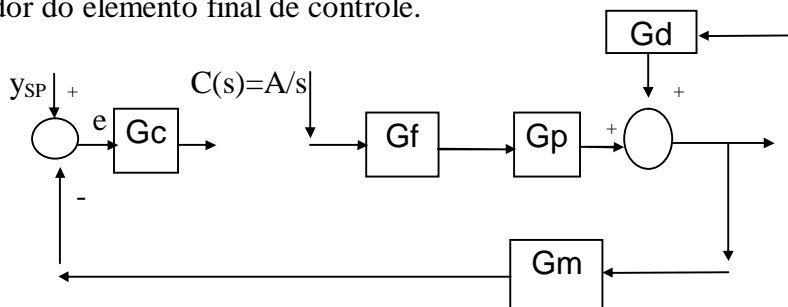 dor do elemento final de controle.
Gd
ySP + C(s)=A/s +
e Gc Gf + Gp
-
Gm